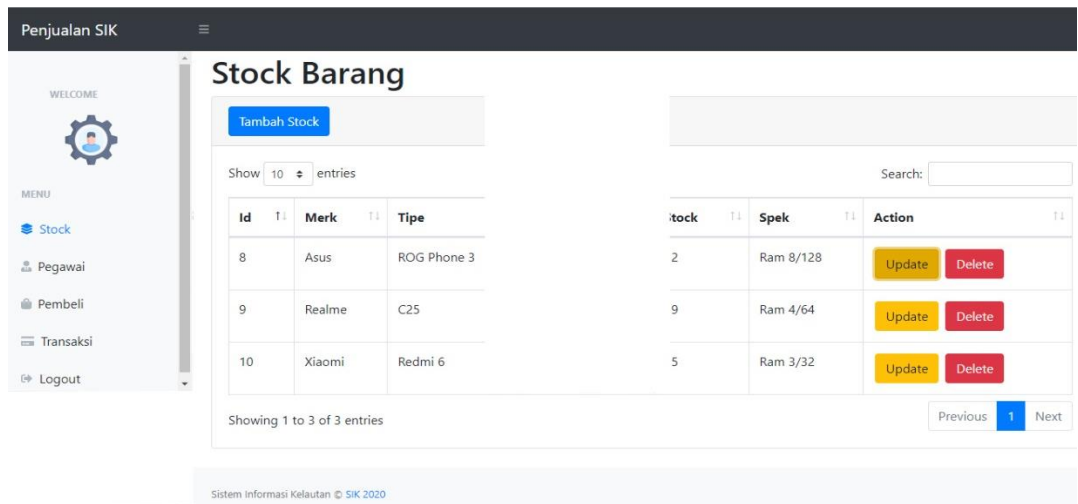 Penjualan SIK
Stock Barang
WELCOME
Tambah Stock
Show 10 entries
Search:
MENU
Stock
Pegawai
Pembeli
Transaksi
Logout
Id Merk Tipe Spek Action
8 Asus ROG Phone 3 2 Ram 8/128 Update Delete
9 Realme C25 9 Ram 4/64 Update Delete
10 Xiaomi Redmi 6 5 Ram 3/32 Update Delete
Showing 1 to 3 of 3 entries
Previous 1 Next
Sistem Informasi Kelautan © SIK 2020